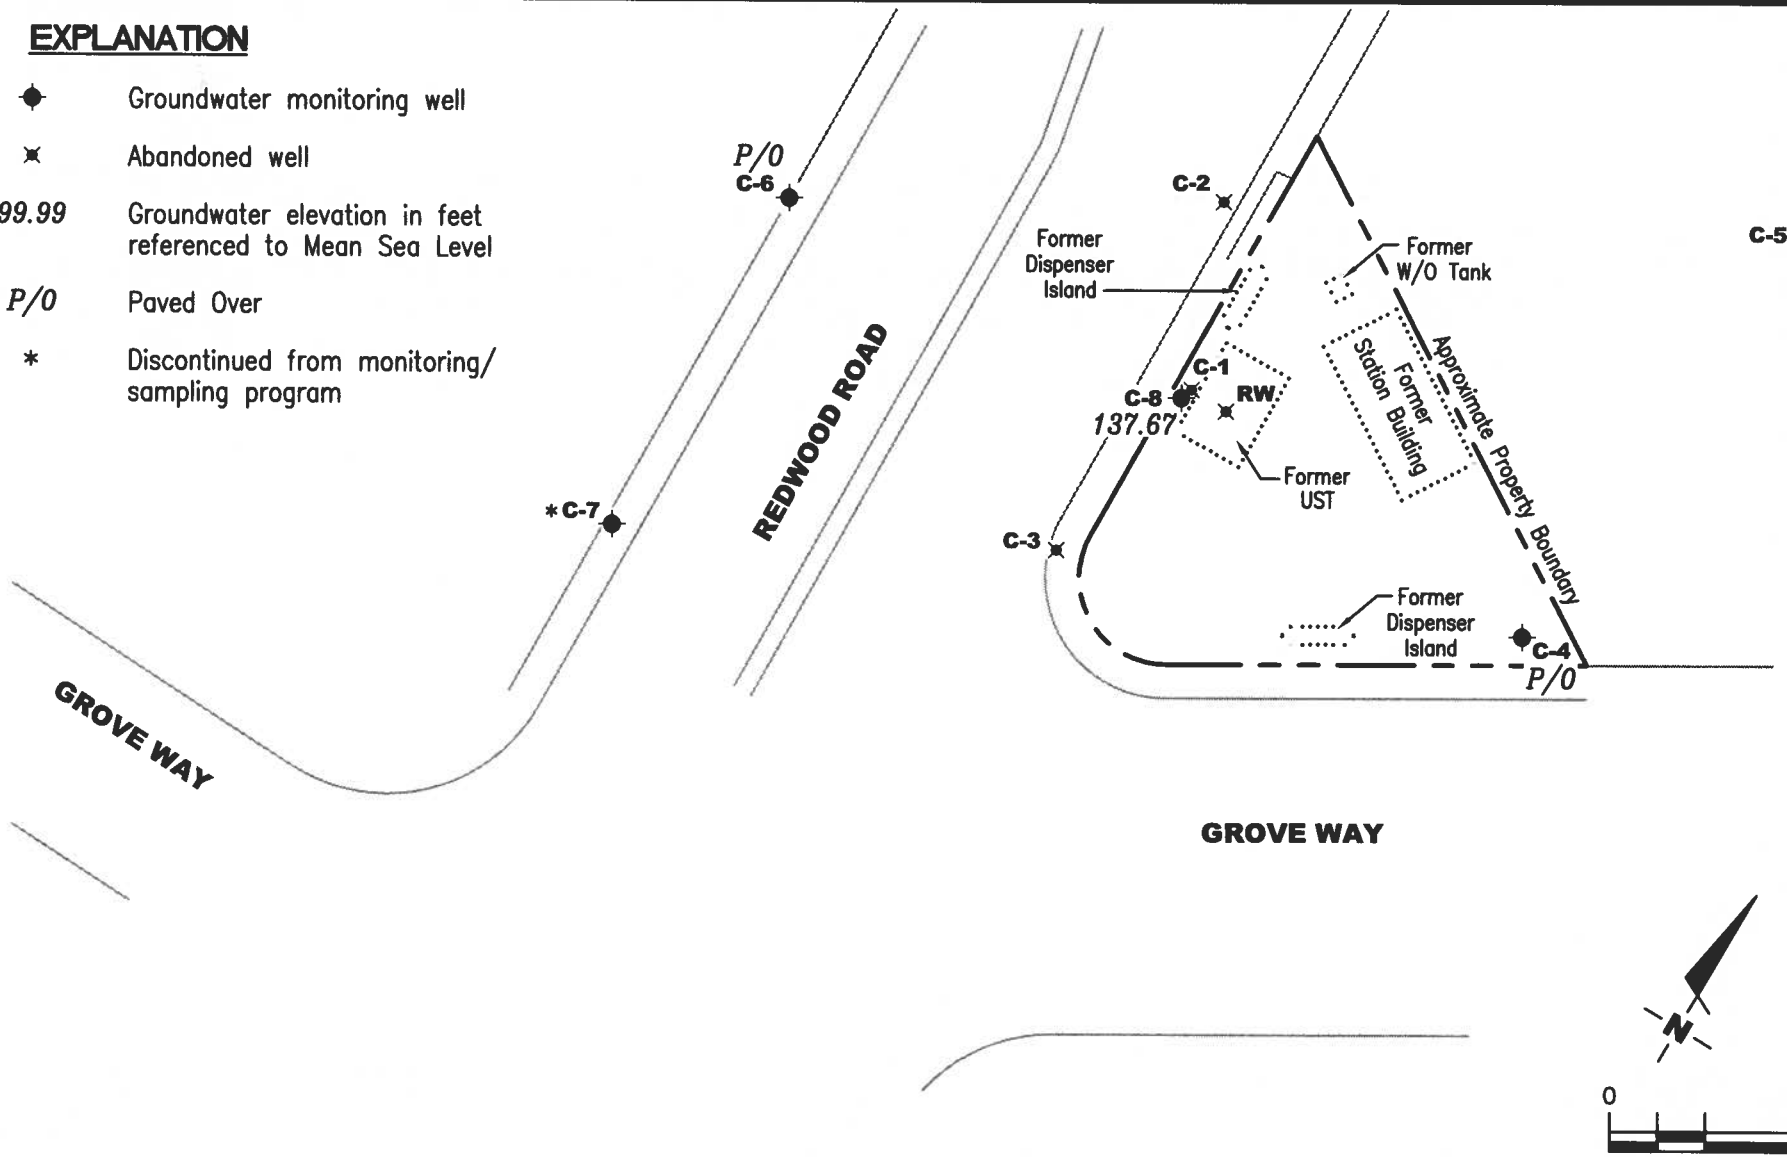 EXPLANATION
Groundwater monitoring well
Abandoned well
99.99 Groundwater elevation in feet
referenced to Mean Sea Level
P/O Paved Over
* Discontinued from monitoring/
sampling program
P/O
C-6
* C-7
REDWOOD ROAD
GROVE WAY
C-2
C-5
Former
Dispenser
Island
Former
W/O Tank
C-1
C-8
137.67
RW
Former
Station Building
Approximate Property Boundary
Former
UST
C-3
Former
Dispenser
Island
C-4
P/O
GROVE WAY
N
0